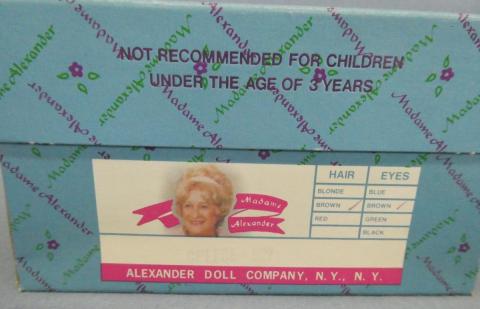 NOT RECOMMENDED FOR CHILDREN
UNDER THE AGE OF 3 YEARS
Madame
Alexander
HAIR EYES
BLONDE BLUE
BROWN BROWN
RED GREEN
BLACK
ALEXANDER DOLL COMPANY, N.Y., N.Y.